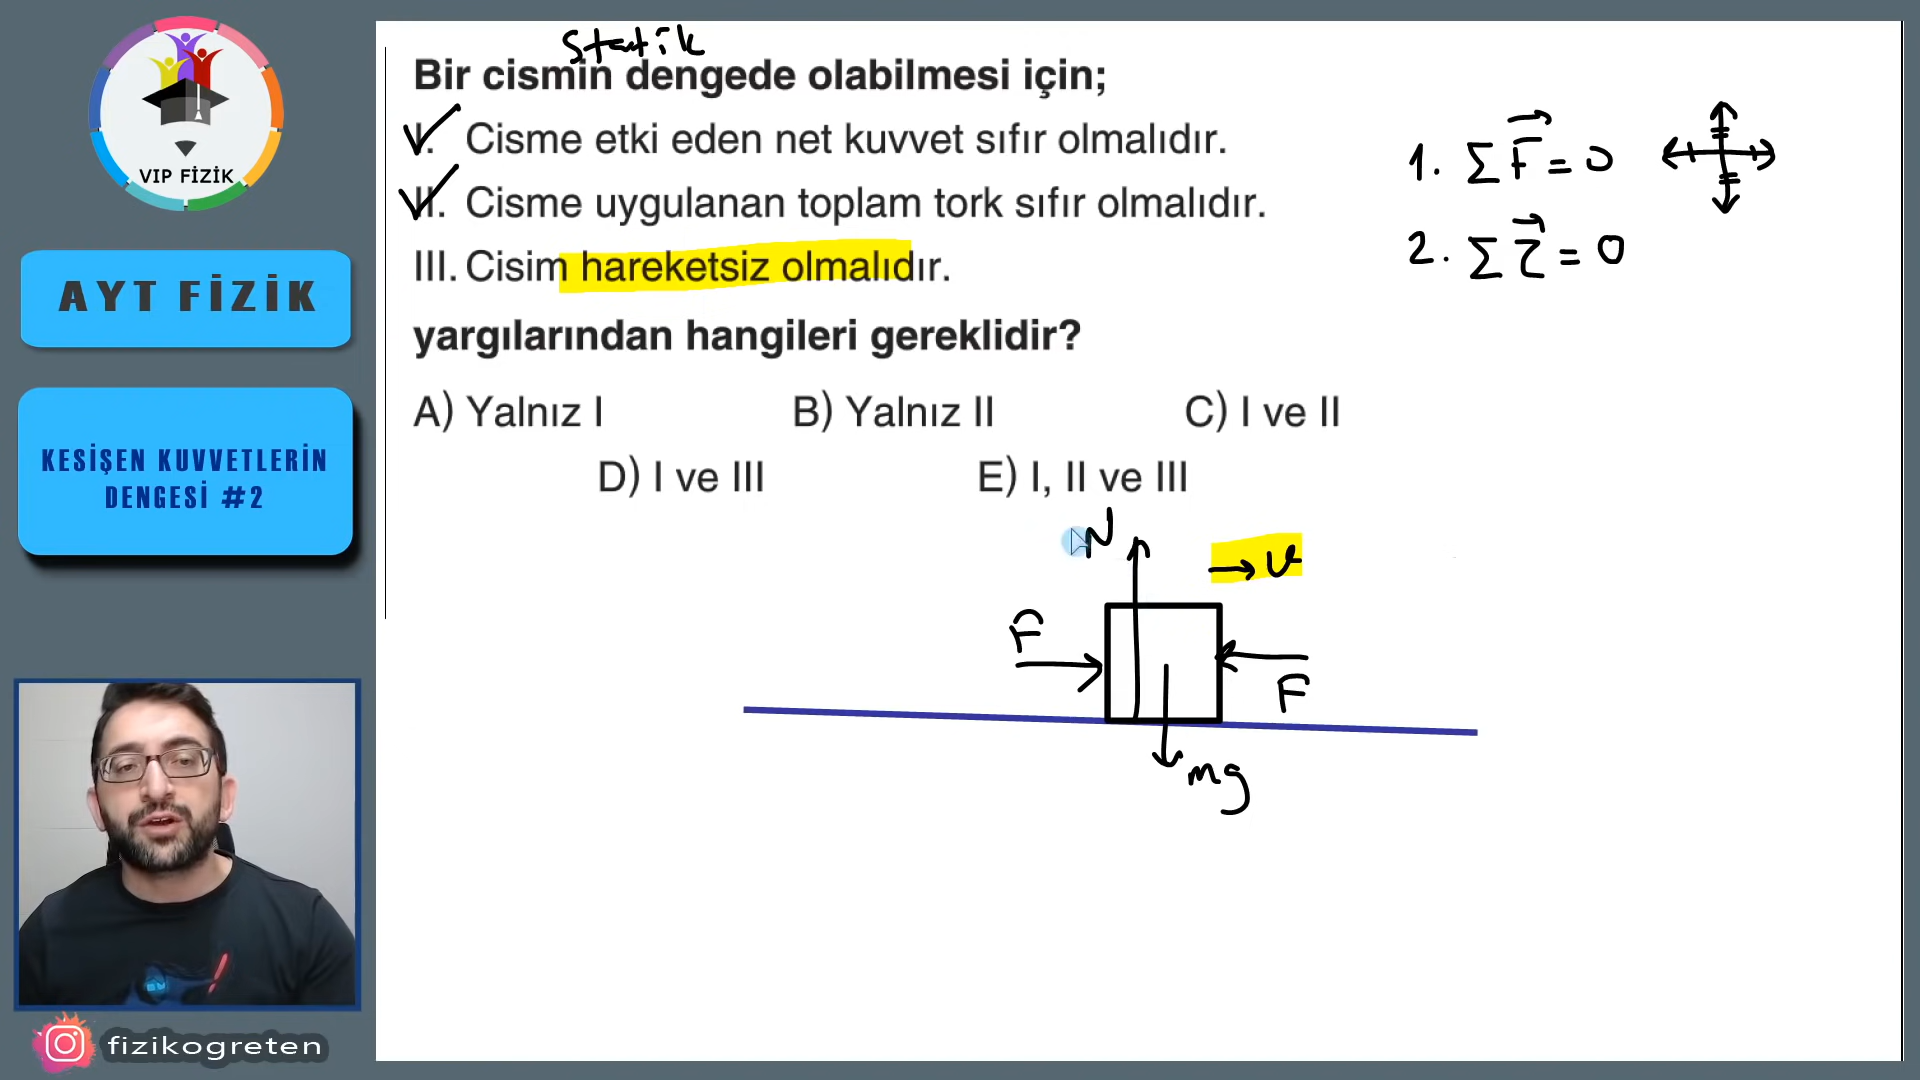 VIP FİZİK
AYT FİZİK
KESİŞEN KUVVETLERİN
DENGESİ #2
fizikogreten
Statik
Bir cismin dengede olabilmesi için;
I. Cisme etki eden net kuvvet sıfır olmalıdır.
II. Cisme uygulanan toplam tork sıfır olmalıdır.
III. Cisim hareketsiz olmalıdır.
yargılarından hangileri gereklidir?
A) Yalnız I B) Yalnız II C) I ve II
D) I ve III E) I, II ve III
1. Σ F⃗ = 0
2. Σ τ⃗ = 0
N
→ v
F
F
mg